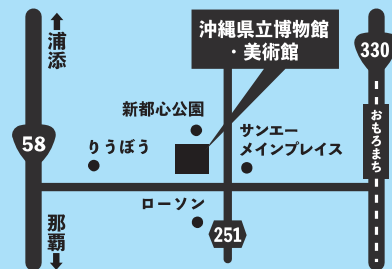 沖縄県立博物館
・美術館
330
浦添
新都心公園
おもろまち
58
りうぼう
サンエー
メインプレイス
ローソン
那覇
251